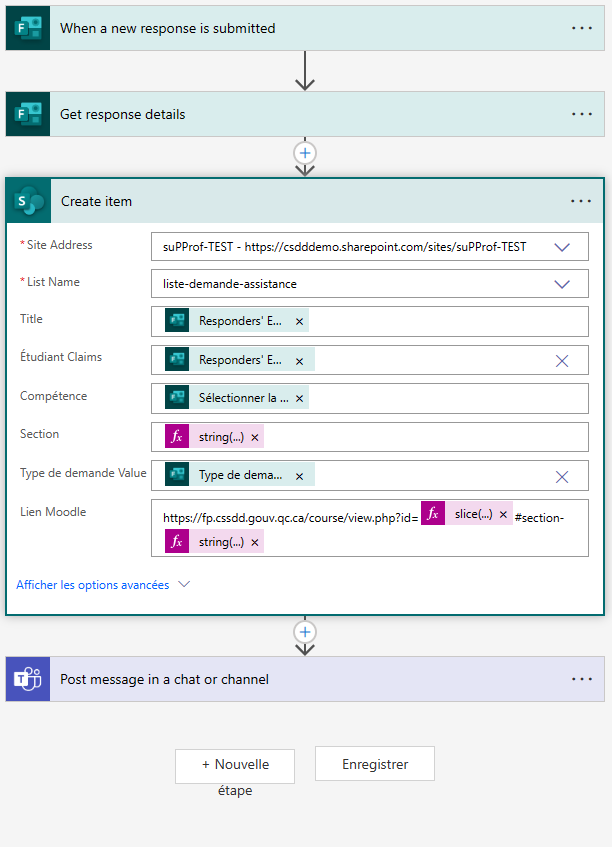 When a new response is submitted
Get response details
Create item
* Site Address
suPProf-TEST - https://csdddemo.sharepoint.com/sites/suPProf-TEST
* List Name
liste-demande-assistance
Title
Responders' E... ×
Étudiant Claims
Responders' E... ×
Compétence
Sélectionner la ... ×
Section
fx string(...) ×
Type de demande Value
Type de dema... ×
Lien Moodle
https://fp.cssdd.gouv.qc.ca/course/view.php?id= fx slice(...) × #section-
fx string(...) ×
Afficher les options avancées
Post message in a chat or channel
+ Nouvelle
étape
Enregistrer